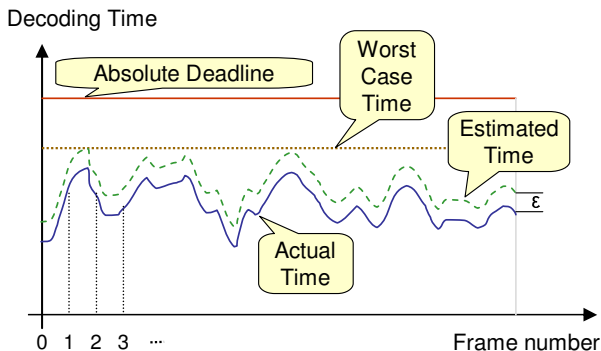 Decoding Time
Absolute Deadline
Worst
Case
Time
Estimated
Time
ε
Actual
Time
0 1 2 3 ...
Frame number